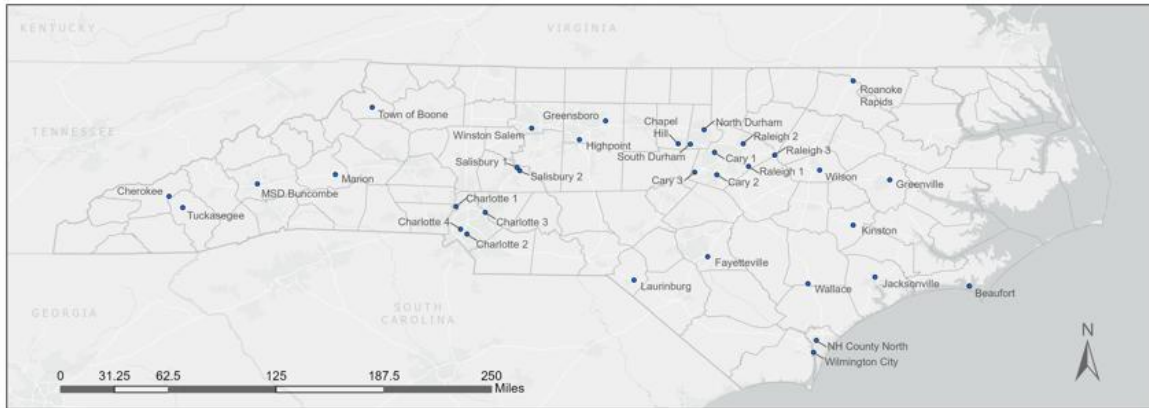 KENTUCKY
VIRGINIA
Roanoke
Rapids
Town of Boone
Greensboro
Chapel
Hill
North Durham
TENNESSEE
Winston Salem
Raleigh 2
Highpoint
South Durham
Cary 1
Raleigh 3
Salisbury 1
Salisbury 2
Raleigh 1
Wilson
Marion
Cary 3
Cary 2
Greenville
Cherokee
MSD Buncombe
Tuckasegee
Charlotte 1
Charlotte 4
Charlotte 3
Kinston
Charlotte 2
Fayetteville
Laurinburg
Wallace
Jacksonville
Beaufort
GEORGIA
SOUTH
CAROLINA
N
NH County North
Wilmington City
0 31.25 62.5 125 187.5 250
Miles